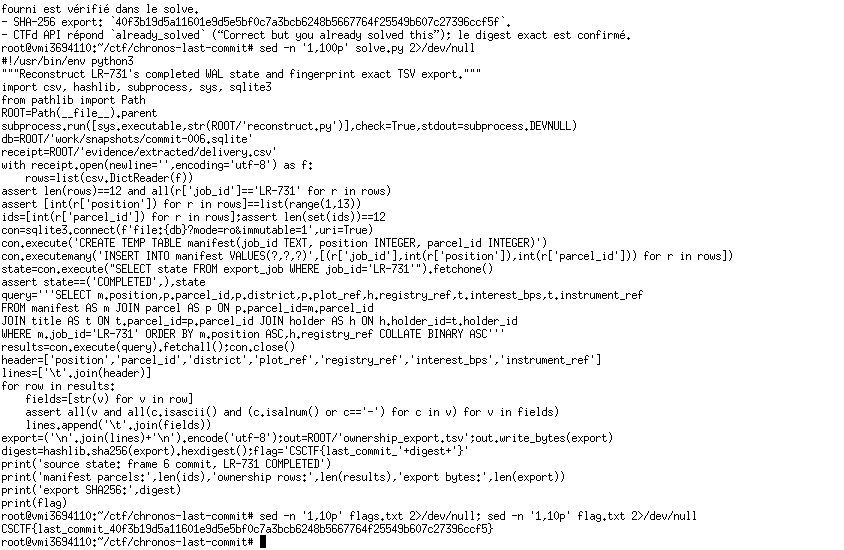 fourni est vérifié dans le solve.
- SHA-256 export: `40f3b19d5a11601e9d5e5bf0c7a3bcb6248b5667764f25549b607c27396ccf5f`.
- CTFd API répond `already_solved` (“Correct but you already solved this”); le digest exact est confirmé.
root@vmi3694110:~/ctf/chronos-last-commit# sed -n '1,100p' solve.py 2>/dev/null
#!/usr/bin/env python3
"""Reconstruct LR-731's completed WAL state and fingerprint exact TSV export."""
import csv, hashlib, subprocess, sys, sqlite3
from pathlib import Path
ROOT=Path(__file__).parent
subprocess.run([sys.executable,str(ROOT/'reconstruct.py')],check=True,stdout=subprocess.DEVNULL)
db=ROOT/'work/snapshots/commit-006.sqlite'
receipt=ROOT/'evidence/extracted/delivery.csv'
with receipt.open(newline='',encoding='utf-8') as f:
    rows=list(csv.DictReader(f))
assert len(rows)==12 and all(r['job_id']=='LR-731' for r in rows)
assert [int(r['position']) for r in rows]==list(range(1,13))
ids=[int(r['parcel_id']) for r in rows];assert len(set(ids))==12
con=sqlite3.connect(f'file:{db}?mode=ro&immutable=1',uri=True)
con.execute('CREATE TEMP TABLE manifest(job_id TEXT, position INTEGER, parcel_id INTEGER)')
con.executemany('INSERT INTO manifest VALUES(?,?,?)',[(r['job_id'],int(r['position']),int(r['parcel_id'])) for r in rows])
state=con.execute("SELECT state FROM export_job WHERE job_id='LR-731'").fetchone()
assert state==('COMPLETED',),state
query='''SELECT m.position,p.parcel_id,p.district,p.plot_ref,h.registry_ref,t.interest_bps,t.instrument_ref
FROM manifest AS m JOIN parcel AS p ON p.parcel_id=m.parcel_id
JOIN title AS t ON t.parcel_id=p.parcel_id JOIN holder AS h ON h.holder_id=t.holder_id
WHERE m.job_id='LR-731' ORDER BY m.position ASC,h.registry_ref COLLATE BINARY ASC'''
results=con.execute(query).fetchall();con.close()
header=['position','parcel_id','district','plot_ref','registry_ref','interest_bps','instrument_ref']
lines=['\t'.join(header)]
for row in results:
    fields=[str(v) for v in row]
    assert all(v and all(c.isascii() and (c.isalnum() or c=='-') for c in v) for v in fields)
    lines.append('\t'.join(fields))
export=('\n'.join(lines)+'\n').encode('utf-8');out=ROOT/'ownership_export.tsv';out.write_bytes(export)
digest=hashlib.sha256(export).hexdigest();flag='CSCTF{last_commit_'+digest+'}'
print('source state: frame 6 commit, LR-731 COMPLETED')
print('manifest parcels:',len(ids),'ownership rows:',len(results),'export bytes:',len(export))
print('export SHA256:',digest)
print(flag)
root@vmi3694110:~/ctf/chronos-last-commit# sed -n '1,10p' flags.txt 2>/dev/null; sed -n '1,10p' flag.txt 2>/dev/null
CSCTF{last_commit_40f3b19d5a11601e9d5e5bf0c7a3bcb6248b5667764f25549b607c27396ccf5}
root@vmi3694110:~/ctf/chronos-last-commit#